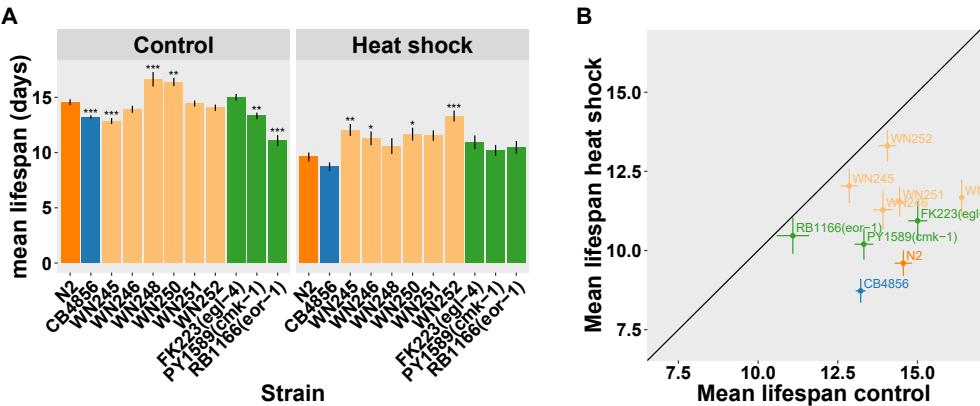 A
Control
Heat shock
mean lifespan (days)
15
10
5
0
***
***
***
**
**
***
**
*
*
***
N2
CB4856
WN245
WN246
WN248
WN250
WN251
WN252
FK223(egl−4)
PY1589(cmk−1)
RB1166(eor−1)
N2
CB4856
WN245
WN246
WN248
WN250
WN251
WN252
FK223(egl−4)
PY1589(cmk−1)
RB1166(eor−1)
Strain
B
Mean lifespan heat shock
15.0
12.5
10.0
7.5
WN252
WN245
WN251
WN
WN246
FK223(egl
RB1166(eor−1)
PY1589(cmk−1)
N2
CB4856
7.5
10.0
12.5
15.0
Mean lifespan control